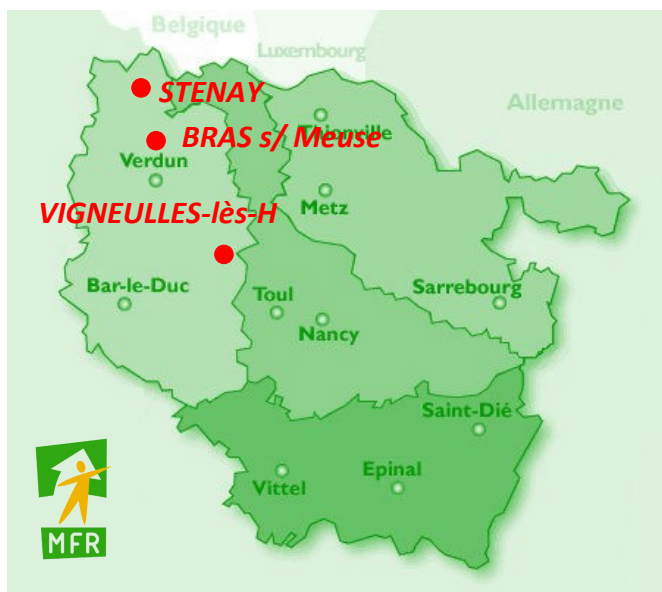 Belgique
Luxembourg
Allemagne
STENAY
Thionville
BRAS s/ Meuse
Verdun
Metz
VIGNEULLES-lès-H
Bar-le-Duc
Toul
Sarrebourg
Nancy
Saint-Dié
Epinal
Vittel
MFR